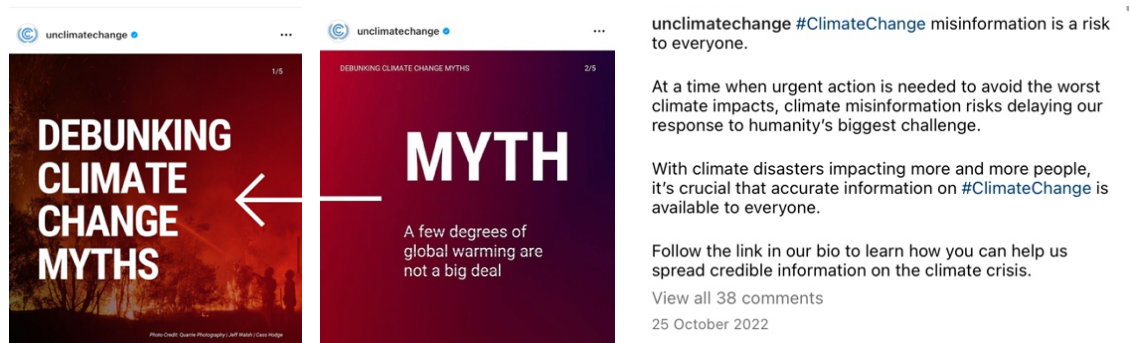 unclimatechange
1/5
DEBUNKING
CLIMATE
CHANGE
MYTHS
Photo Credit: Quarrie Photography | Jeff Walsh | Cass Hodge
unclimatechange
DEBUNKING CLIMATE CHANGE MYTHS 2/5
MYTH
A few degrees of
global warming are
not a big deal
unclimatechange #ClimateChange misinformation is a risk
to everyone.
At a time when urgent action is needed to avoid the worst
climate impacts, climate misinformation risks delaying our
response to humanity’s biggest challenge.
With climate disasters impacting more and more people,
it’s crucial that accurate information on #ClimateChange is
available to everyone.
Follow the link in our bio to learn how you can help us
spread credible information on the climate crisis.
View all 38 comments
25 October 2022